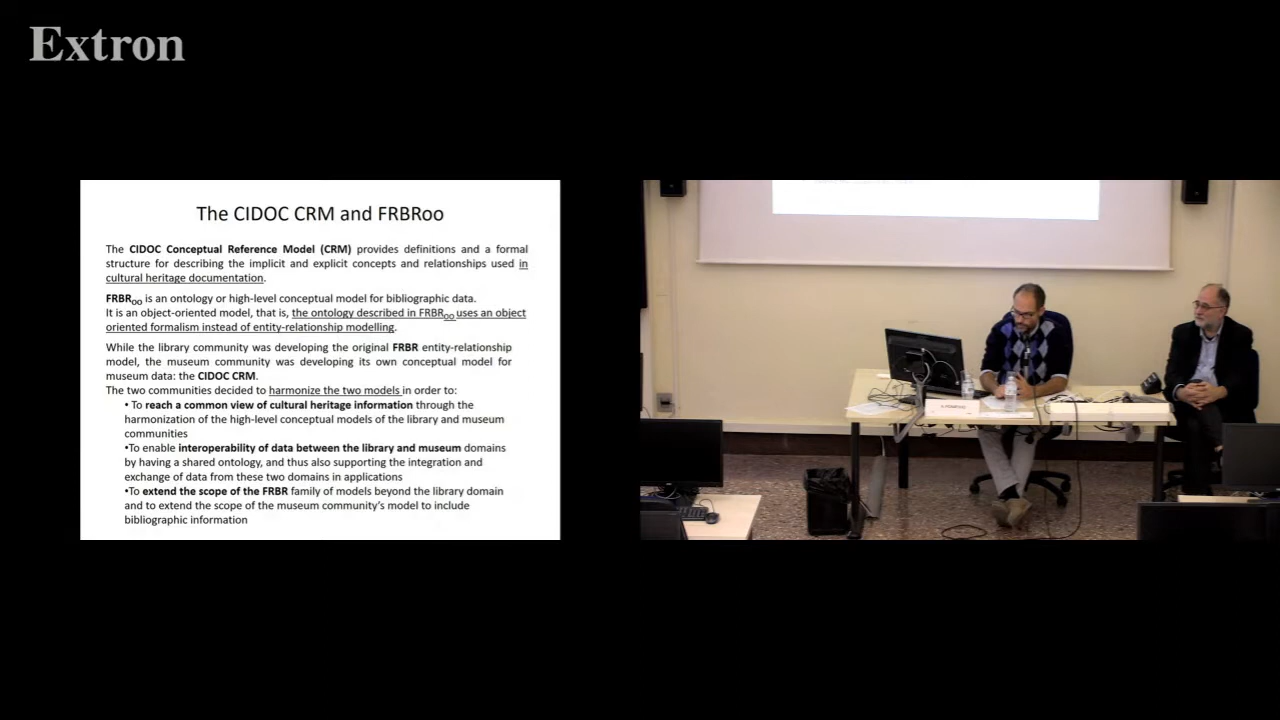 Extron
The CIDOC CRM and FRBRoo
The CIDOC Conceptual Reference Model (CRM) provides definitions and a formal
structure for describing the implicit and explicit concepts and relationships used in
cultural heritage documentation.
FRBROO is an ontology or high-level conceptual model for bibliographic data.
It is an object-oriented model, that is, the ontology described in FRBROO uses an object
oriented formalism instead of entity-relationship modelling.
While the library community was developing the original FRBR entity-relationship
model, the museum community was developing its own conceptual model for
museum data: the CIDOC CRM.
The two communities decided to harmonize the two models in order to:
• To reach a common view of cultural heritage information through the
harmonization of the high-level conceptual models of the library and museum
communities
•To enable interoperability of data between the library and museum domains
by having a shared ontology, and thus also supporting the integration and
exchange of data from these two domains in applications
•To extend the scope of the FRBR family of models beyond the library domain
and to extend the scope of the museum community's model to include
bibliographic information